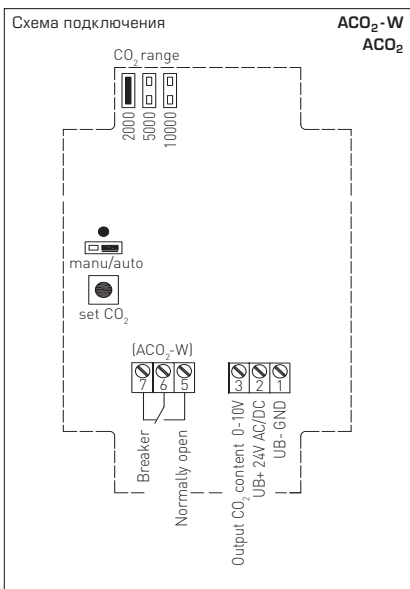 Схема подключения
ACO₂-W
ACO₂
CO₂ range
2000
5000
10000
manu/auto
set CO₂
(ACO₂-W)
7 6 5
3 2 1
Breaker
Normally open
Output CO₂ content 0-10V
UB+ 24V AC/DC
UB- GND